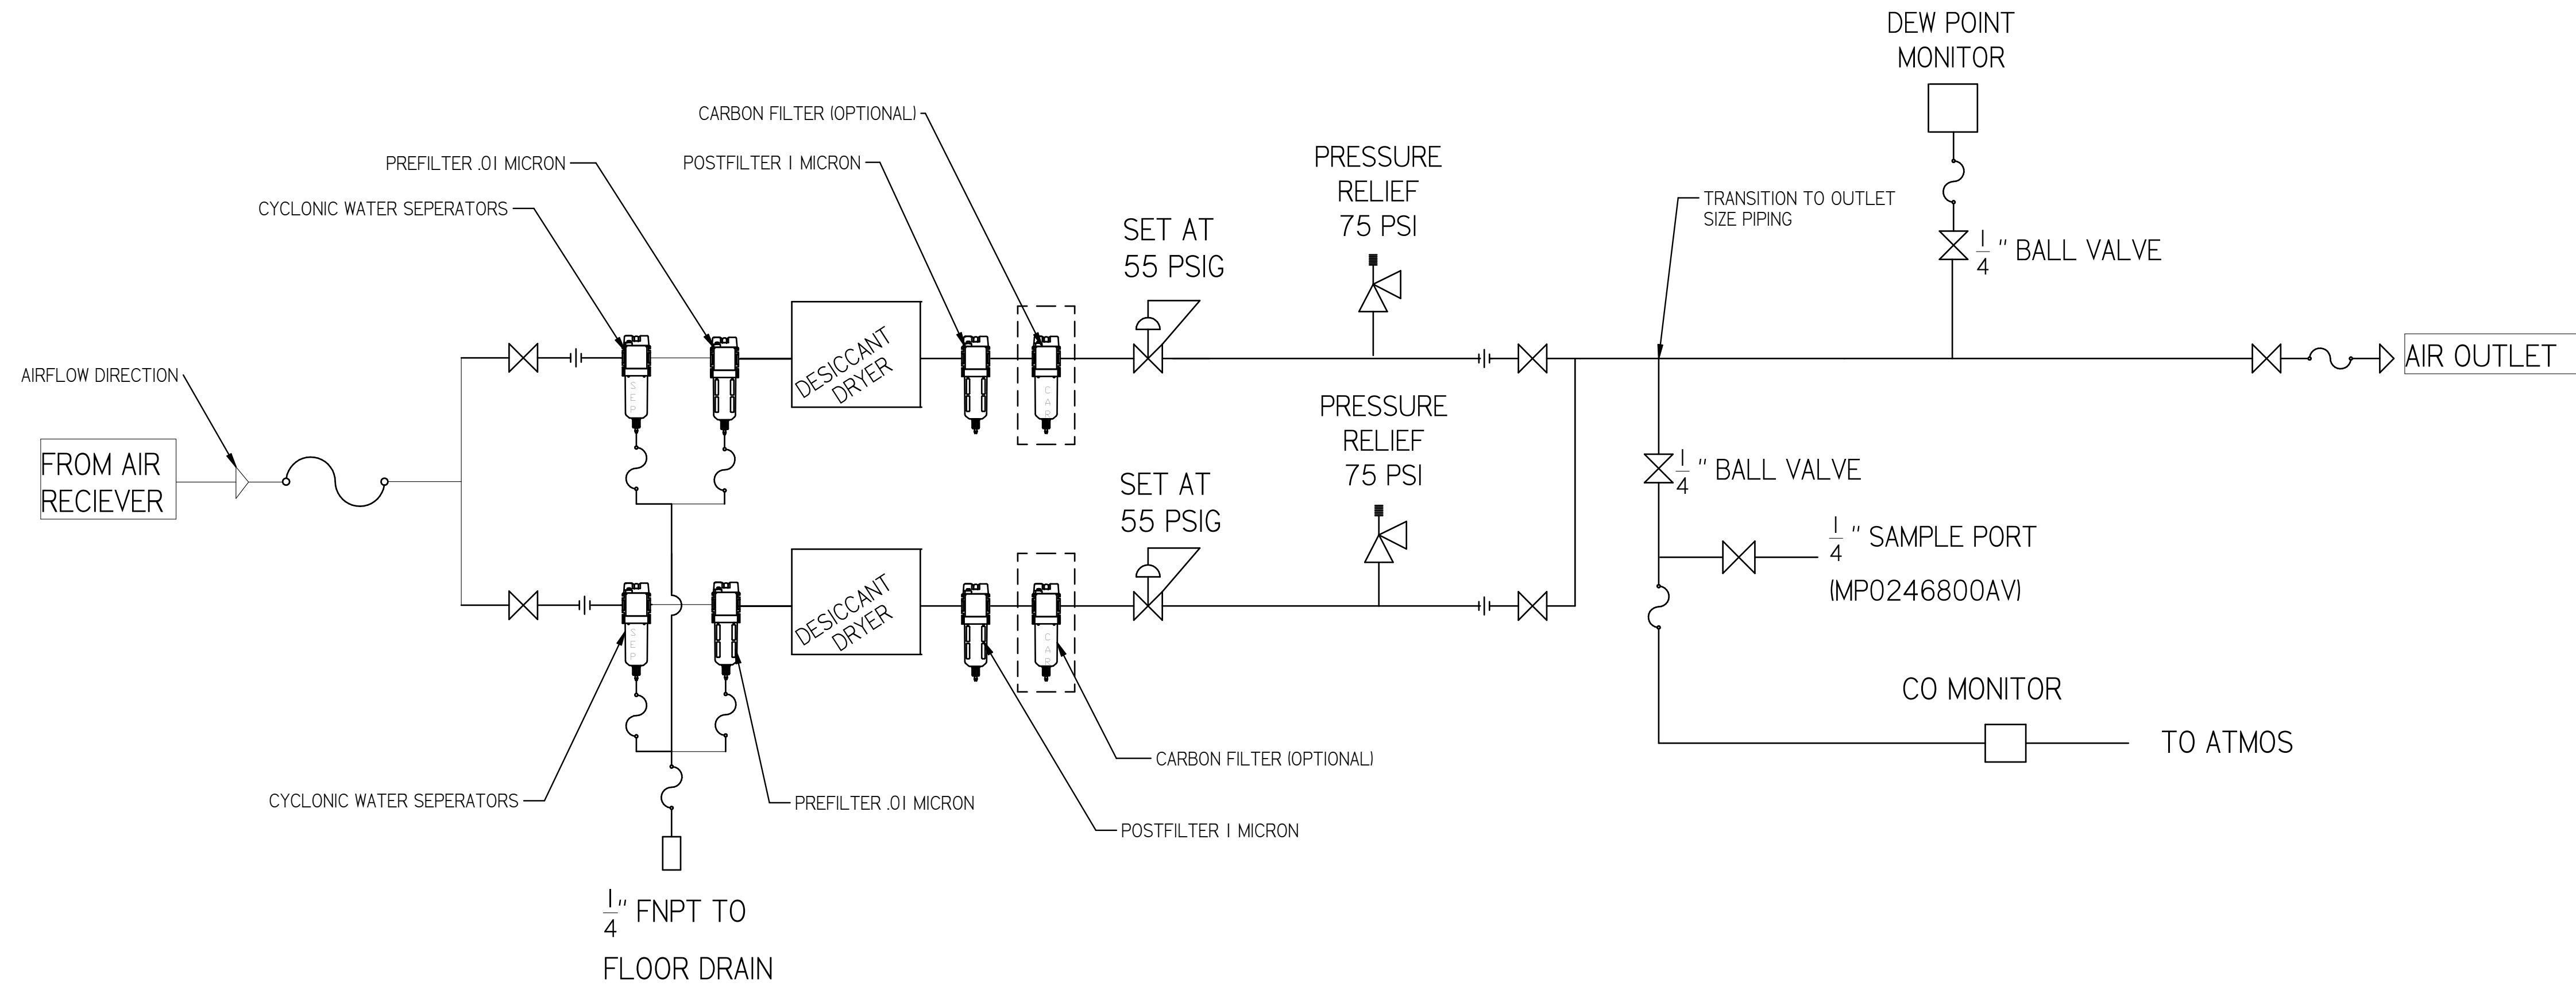 DEW POINT
MONITOR
CARBON FILTER (OPTIONAL)
PREFILTER .01 MICRON
POSTFILTER 1 MICRON
PRESSURE
RELIEF
75 PSI
CYCLONIC WATER SEPERATORS
TRANSITION TO OUTLET
SIZE PIPING
SET AT
55 PSIG
1/4 " BALL VALVE
DESICCANT
DRYER
AIR OUTLET
AIRFLOW DIRECTION
SEP
CAR
FROM AIR
RECIEVER
PRESSURE
RELIEF
75 PSI
1/4 " BALL VALVE
SET AT
55 PSIG
1/4 " SAMPLE PORT
(MP0246800AV)
DESICCANT
DRYER
SEP
CAR
CO MONITOR
TO ATMOS
CARBON FILTER (OPTIONAL)
CYCLONIC WATER SEPERATORS
PREFILTER .01 MICRON
POSTFILTER 1 MICRON
1/4" FNPT TO
FLOOR DRAIN